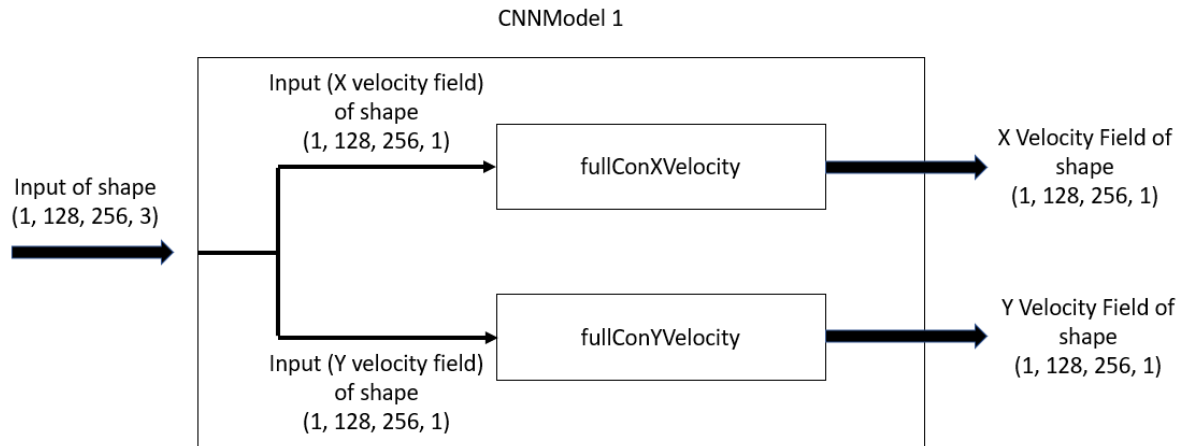 CNNModel 1
Input (X velocity field)
of shape
(1, 128, 256, 1)
fullConXVelocity
X Velocity Field of
shape
(1, 128, 256, 1)
Input of shape
(1, 128, 256, 3)
fullConYVelocity
Y Velocity Field of
shape
(1, 128, 256, 1)
Input (Y velocity field)
of shape
(1, 128, 256, 1)